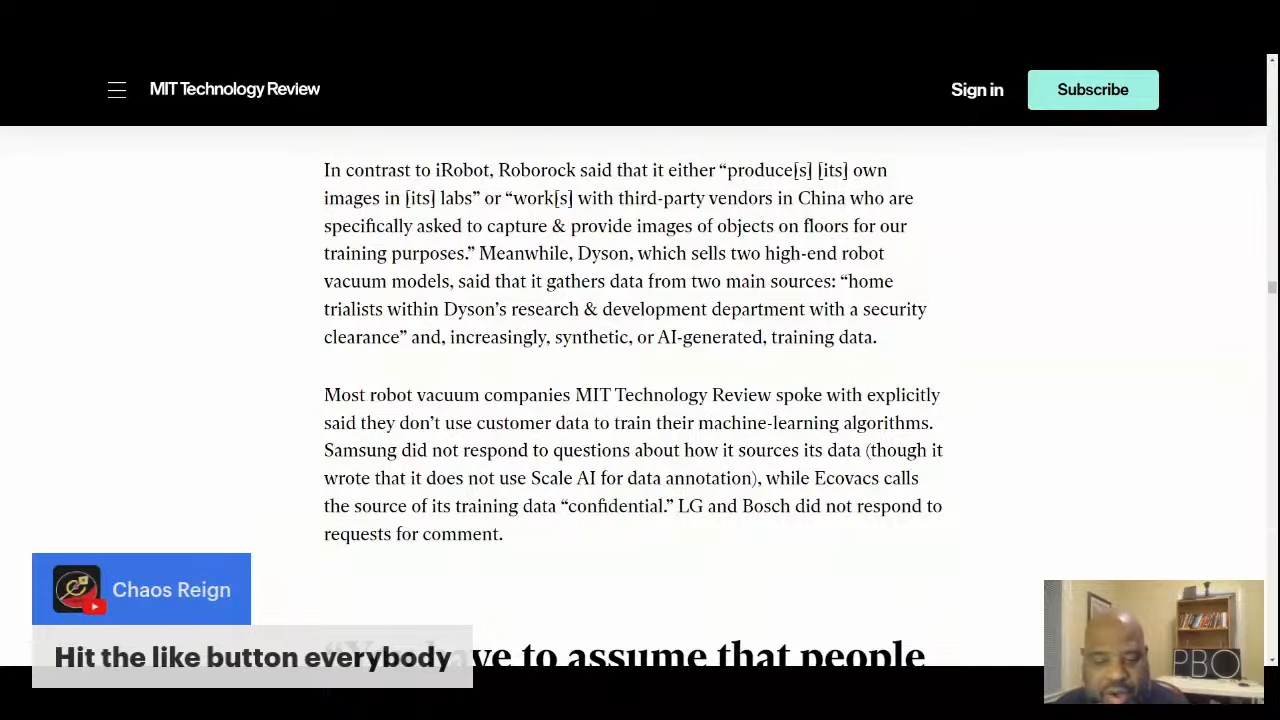 MIT Technology Review
Sign in
Subscribe
In contrast to iRobot, Roborock said that it either “produce[s] [its] own
images in [its] labs” or “work[s] with third-party vendors in China who are
specifically asked to capture & provide images of objects on floors for our
training purposes.” Meanwhile, Dyson, which sells two high-end robot
vacuum models, said that it gathers data from two main sources: “home
trialists within Dyson’s research & development department with a security
clearance” and, increasingly, synthetic, or AI-generated, training data.
Most robot vacuum companies MIT Technology Review spoke with explicitly
said they don’t use customer data to train their machine-learning algorithms.
Samsung did not respond to questions about how it sources its data (though it
wrote that it does not use Scale AI for data annotation), while Ecovacs calls
the source of its training data “confidential.” LG and Bosch did not respond to
requests for comment.
Chaos Reign
Hit the like button everybody
“You have to assume that people
PBO